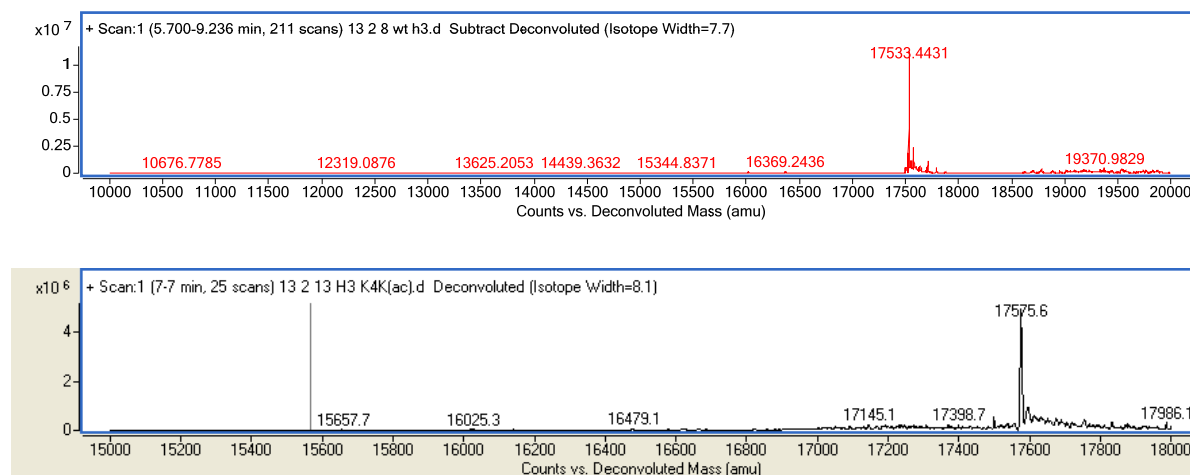 x10 7
+ Scan:1 (5.700-9.236 min, 211 scans) 13 2 8 wt h3.d Subtract Deconvoluted (Isotope Width=7.7)
17533.4431
1
0.75
0.5
0.25
0
10676.7785 12319.0876 13625.2053 14439.3632 15344.8371 16369.2436 19370.9829
10000 10500 11000 11500 12000 12500 13000 13500 14000 14500 15000 15500 16000 16500 17000 17500 18000 18500 19000 19500 20000
Counts vs. Deconvoluted Mass (amu)
x10 6
+ Scan:1 (7-7 min, 25 scans) 13 2 13 H3 K4K(ac).d Deconvoluted (Isotope Width=8.1)
17575.6
4
2
0
15657.7 16025.3 16479.1 17145.1 17398.7 17986.1
15000 15200 15400 15600 15800 16000 16200 16400 16600 16800 17000 17200 17400 17600 17800 18000
Counts vs. Deconvoluted Mass (amu)